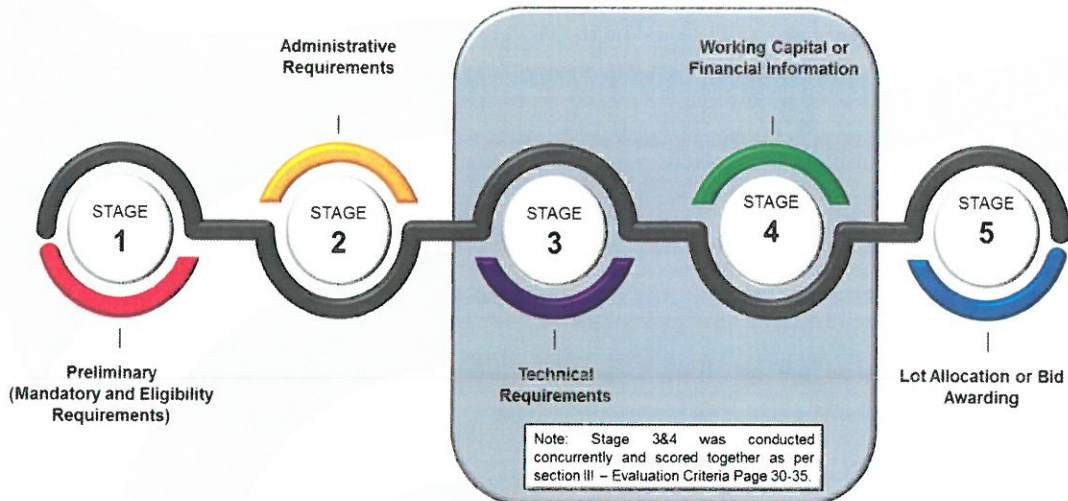 Administrative
Requirements
Working Capital or
Financial Information
STAGE
1
STAGE
2
STAGE
3
STAGE
4
STAGE
5
Preliminary
(Mandatory and Eligibility
Requirements)
Technical
Requirements
Lot Allocation or Bid
Awarding
Note: Stage 3&4 was conducted
concurrently and scored together as per
section III – Evaluation Criteria Page 30-35.